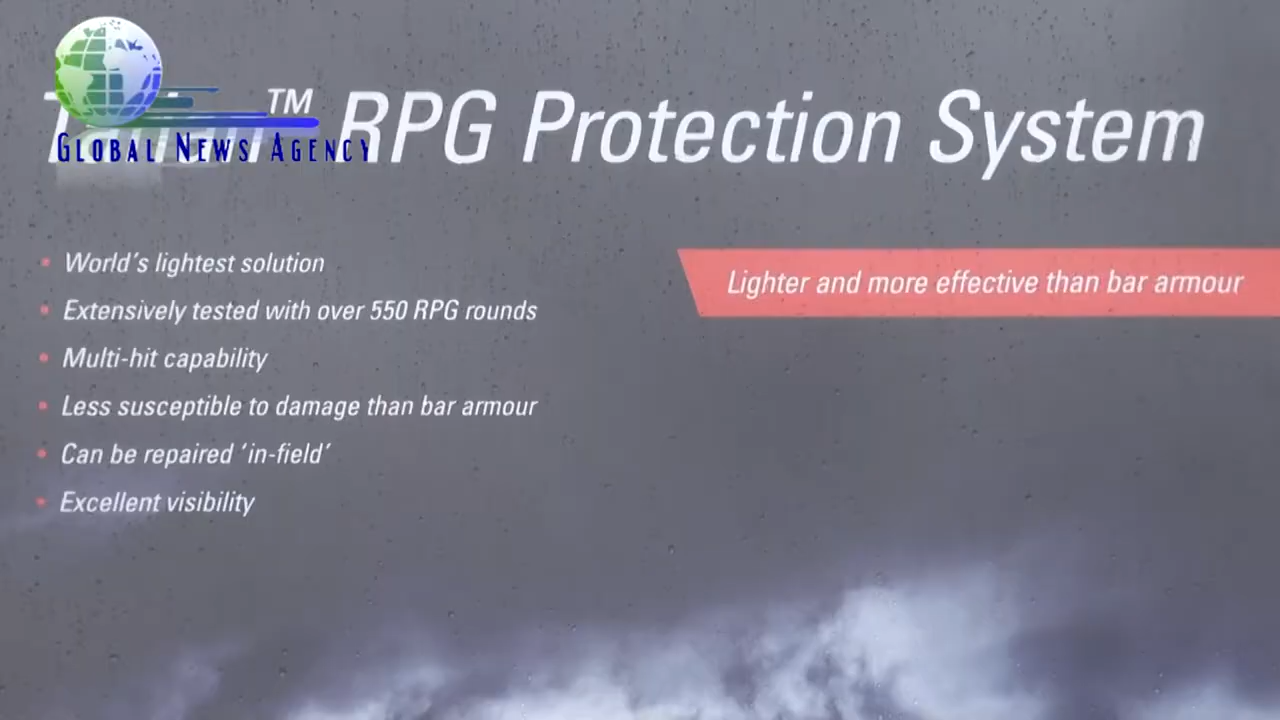 GLOBAL NEWS AGENCY
™ RPG Protection System
• World's lightest solution
• Extensively tested with over 550 RPG rounds
• Multi-hit capability
• Less susceptible to damage than bar armour
• Can be repaired ‘in-field’
• Excellent visibility
Lighter and more effective than bar armour